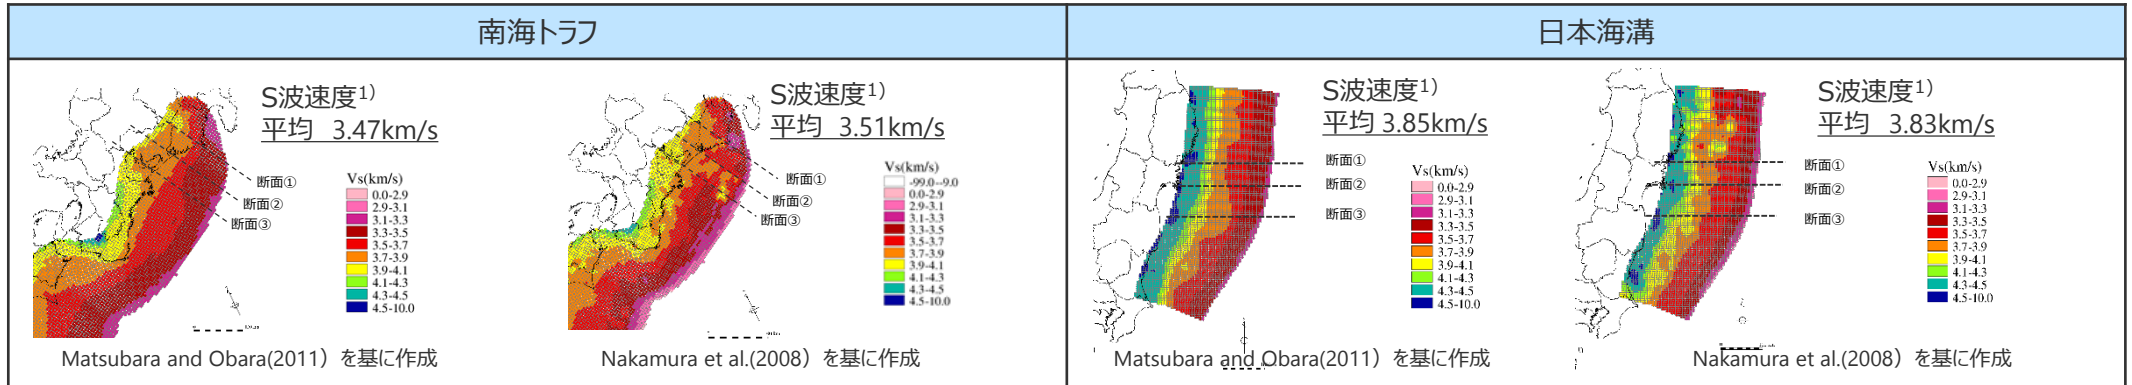 南海トラフ
日本海溝
S波速度1)
平均 3.47km/s
断面①
断面②
断面③
Vs(km/s)
0.0-2.9
2.9-3.1
3.1-3.3
3.3-3.5
3.5-3.7
3.7-3.9
3.9-4.1
4.1-4.3
4.3-4.5
4.5-10.0
Matsubara and Obara(2011）を基に作成
S波速度1)
平均 3.51km/s
断面①
断面②
断面③
Vs(km/s)
-99.0--9.0
0.0-2.9
2.9-3.1
3.1-3.3
3.3-3.5
3.5-3.7
3.7-3.9
3.9-4.1
4.1-4.3
4.3-4.5
4.5-10.0
Nakamura et al.(2008）を基に作成
S波速度1)
平均 3.85km/s
断面①
断面②
断面③
Vs(km/s)
0.0-2.9
2.9-3.1
3.1-3.3
3.3-3.5
3.5-3.7
3.7-3.9
3.9-4.1
4.1-4.3
4.3-4.5
4.5-10.0
Matsubara and Obara(2011）を基に作成
S波速度1)
平均 3.83km/s
断面①
断面②
断面③
Vs(km/s)
0.0-2.9
2.9-3.1
3.1-3.3
3.3-3.5
3.5-3.7
3.7-3.9
3.9-4.1
4.1-4.3
4.3-4.5
4.5-10.0
Nakamura et al.(2008）を基に作成